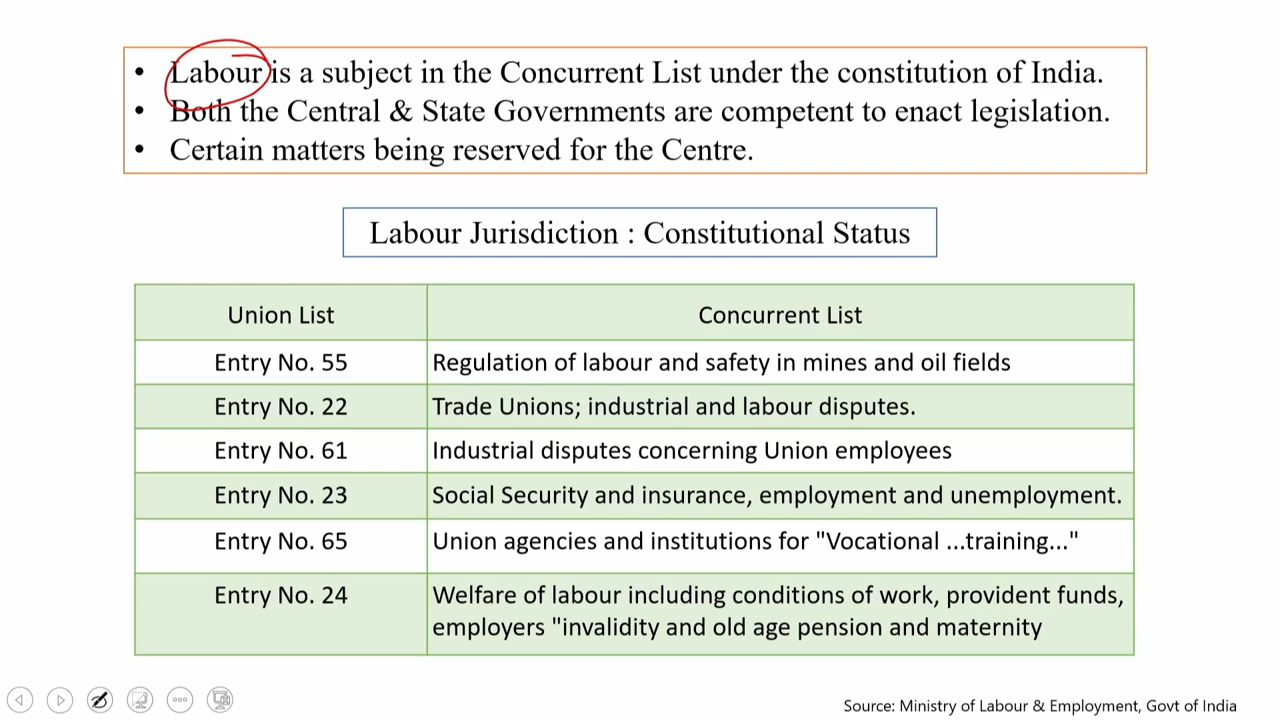 • Labour is a subject in the Concurrent List under the constitution of India.
• Both the Central & State Governments are competent to enact legislation.
• Certain matters being reserved for the Centre.
Labour Jurisdiction : Constitutional Status
Union List Concurrent List
Entry No. 55 Regulation of labour and safety in mines and oil fields
Entry No. 22 Trade Unions; industrial and labour disputes.
Entry No. 61 Industrial disputes concerning Union employees
Entry No. 23 Social Security and insurance, employment and unemployment.
Entry No. 65 Union agencies and institutions for "Vocational ...training..."
Entry No. 24 Welfare of labour including conditions of work, provident funds,
employers "invalidity and old age pension and maternity
Source: Ministry of Labour & Employment, Govt of India